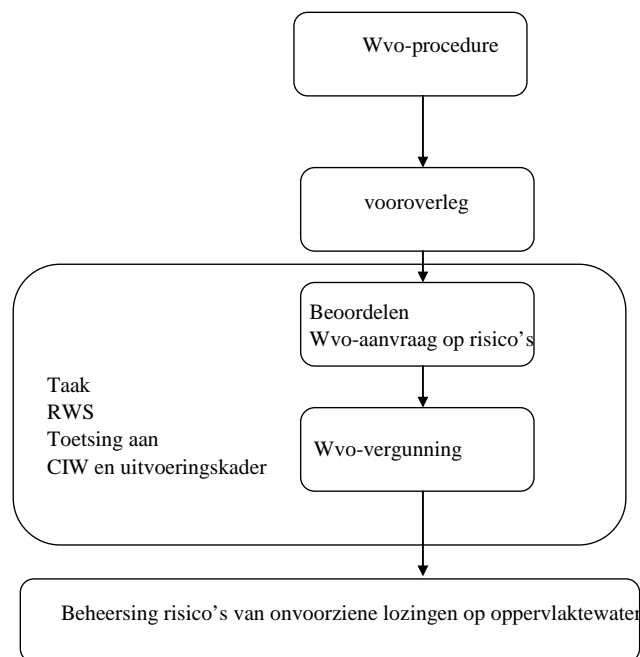 Wvo-procedure
vooroverleg
Beoordelen
Wvo-aanvraag op risico's
Taak
RWS
Toetsing aan
CIW en uitvoeringskader
Wvo-vergunning
Beheersing risico's van onvoorziene lozingen op oppervlaktewater